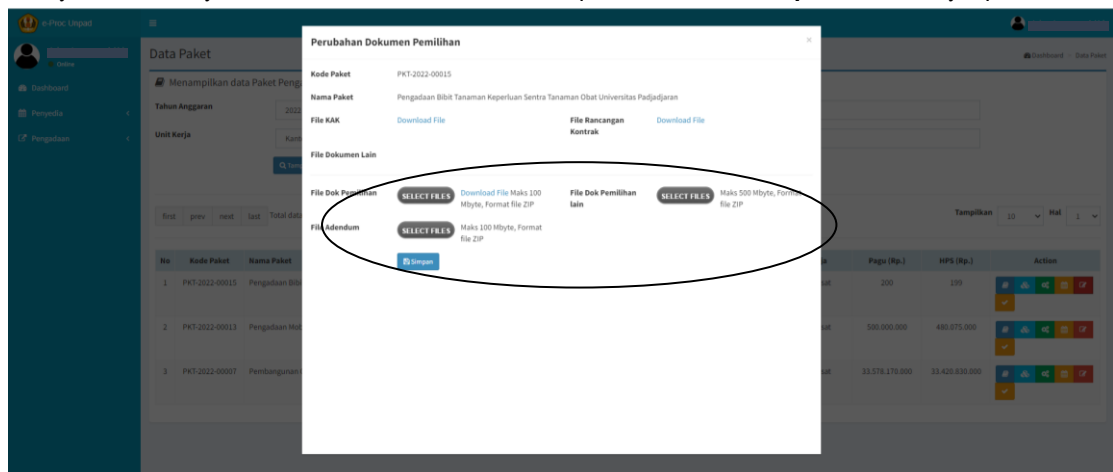 e-Proc Unpad
Online
Dashboard
Penyedia
Pengadaan
Data Paket
Dashboard - Data Paket
Menampilkan data Paket Peng
Tahun Anggaran
2022
Unit Kerja
first prev next last Total data
Tampilkan 10 Hal 1
No Kode Paket Nama Paket Pagu (Rp.) HPS (Rp.) Action
1 PKT-2022-00015 Pengadaan Bibi 200 199
2 PKT-2022-00013 Pengadaan 500.000.000 480.075.000
3 PKT-2022-00007 Pembangunan 33.578.170.000 33.420.830.000
Perubahan Dokumen Pemilihan ×
Kode Paket PKT-2022-00015
Nama Paket Pengadaan Bibit Tanaman Keperluan Sentra Tanaman Obat Universitas Padjadjaran
File KAK Download File File Rancangan Kontrak Download File
File Dokumen Lain
File Dok Pemilihan SELECT FILES Download File Maks 100
Mbyte, Format file ZIP
File Dok Pemilihan
lain SELECT FILES Maks 500 Mbyte, Format
file ZIP
File Adendum SELECT FILES Maks 100 Mbyte, Format
file ZIP
Simpan